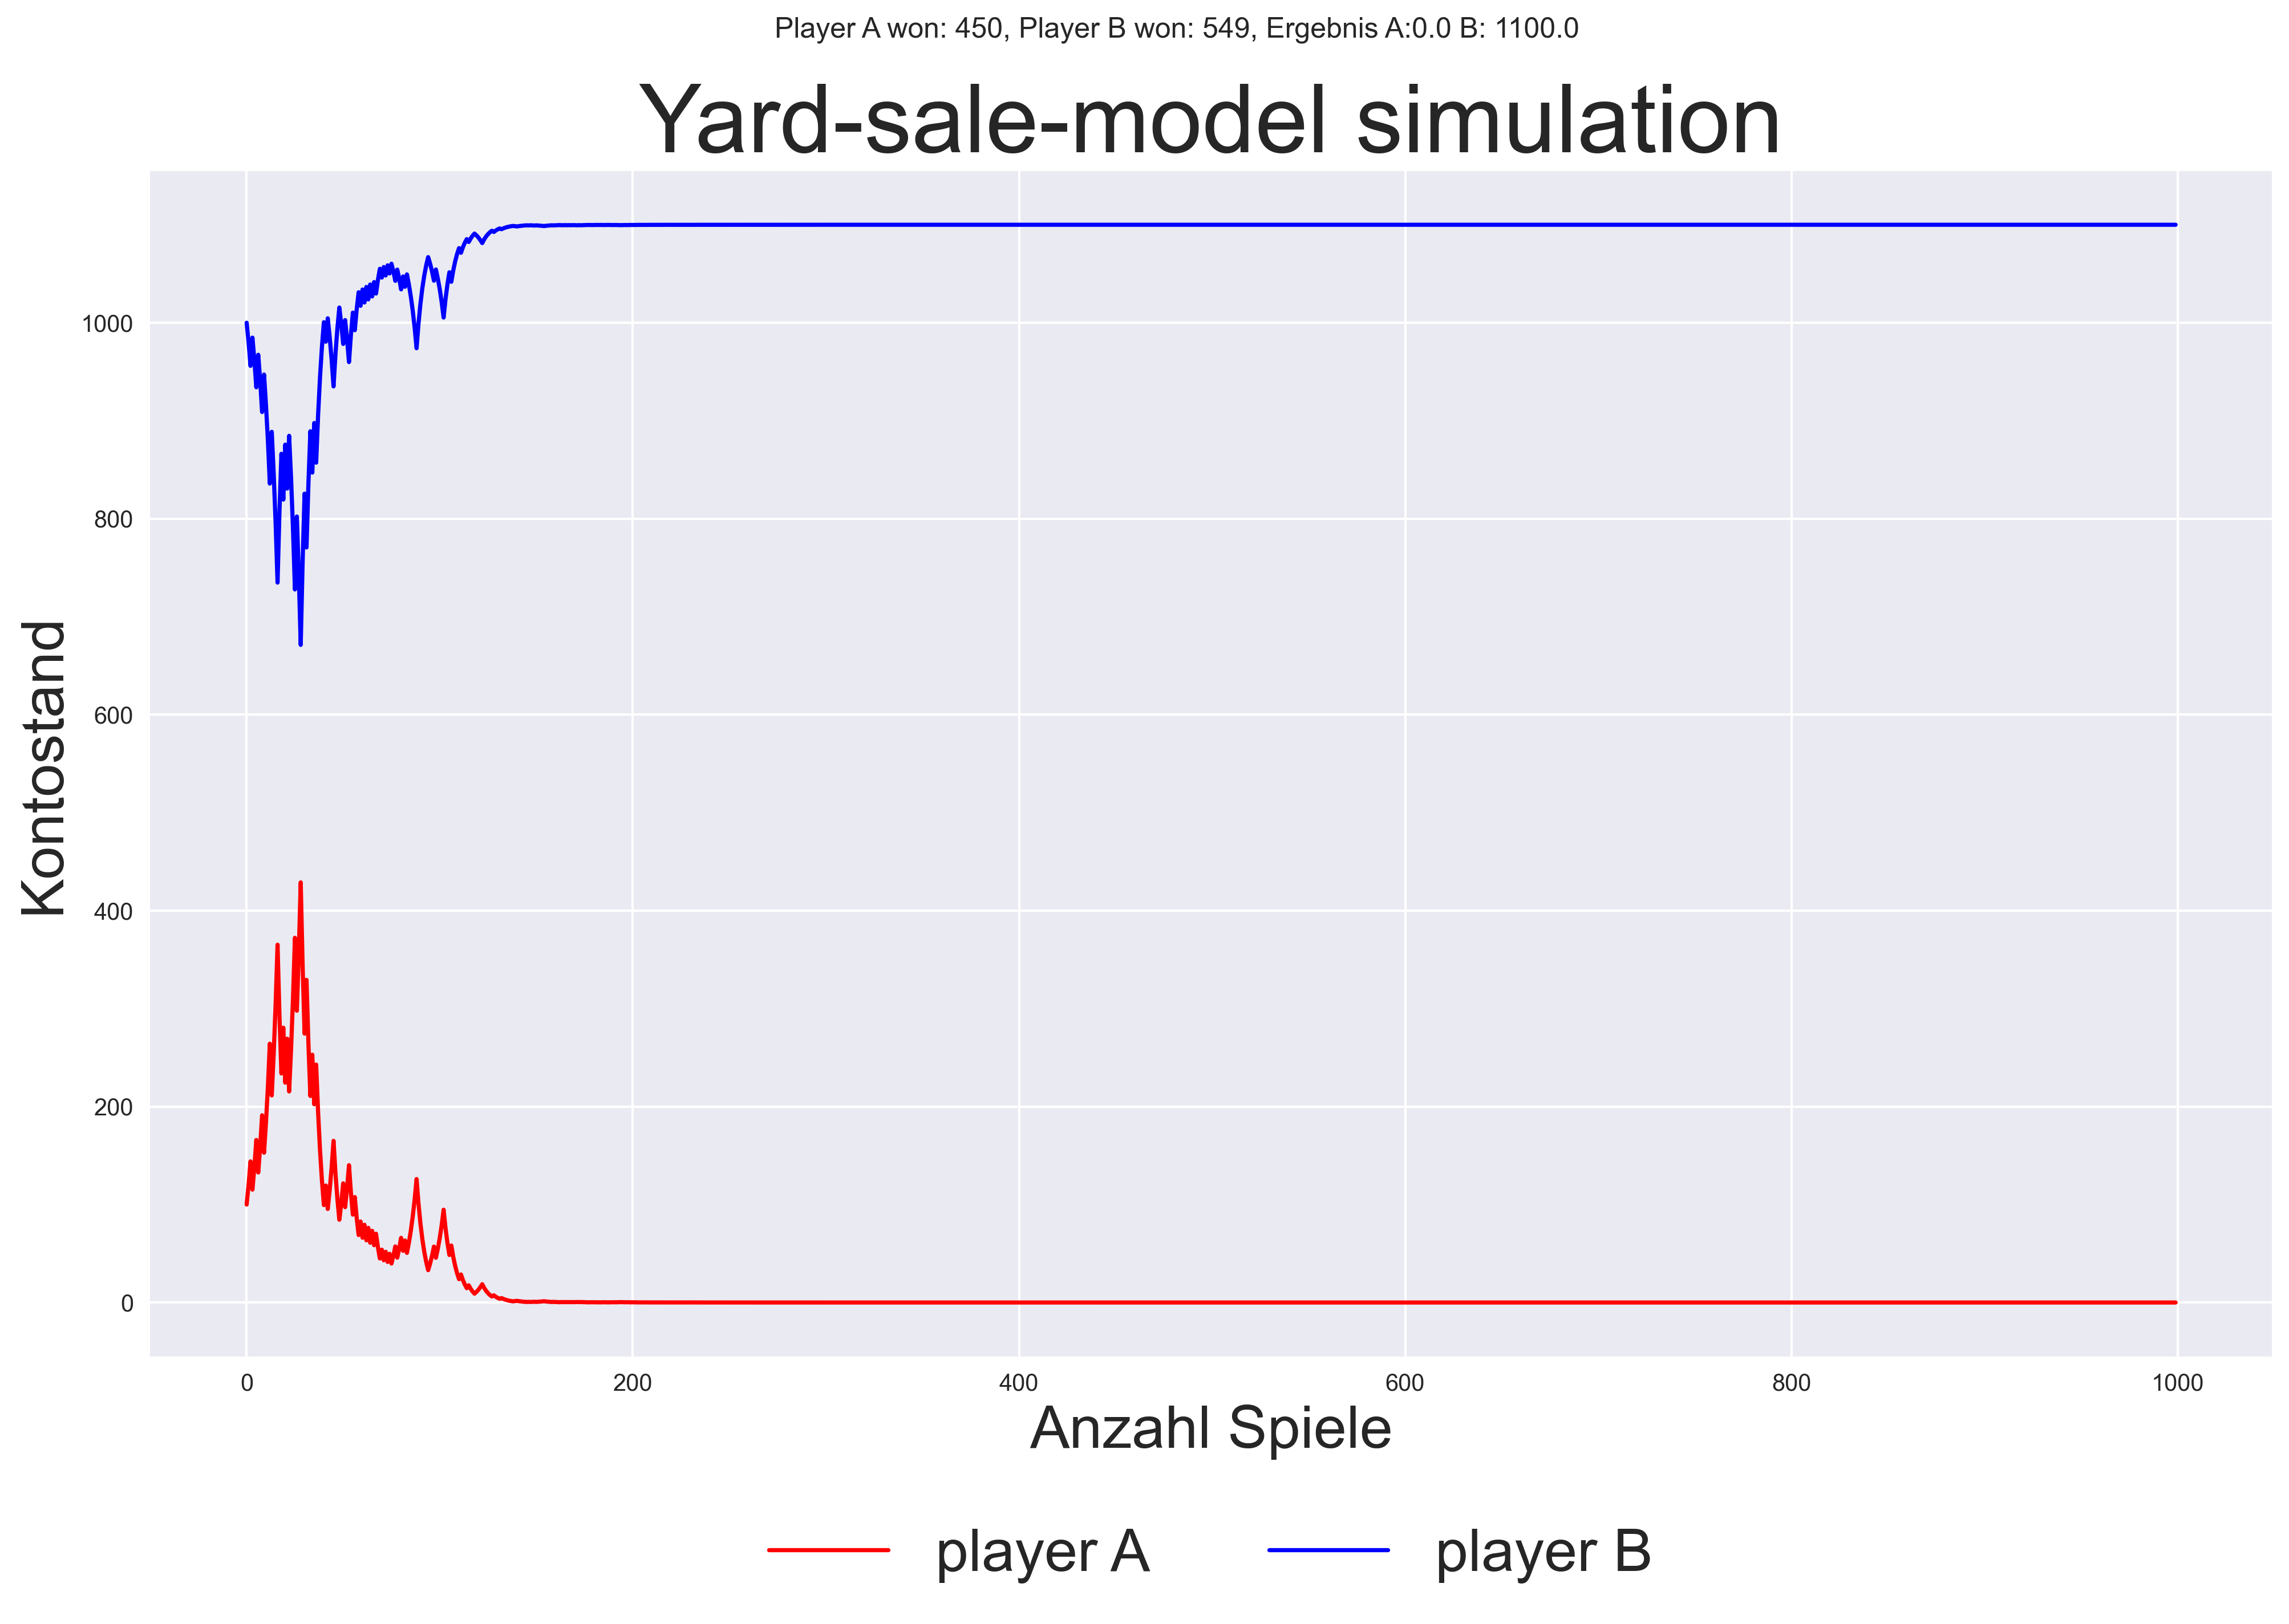 Player A won: 450, Player B won: 549, Ergebnis A:0.0 B: 1100.0
Yard-sale-model simulation
Kontostand
1000
800
600
400
200
0
0 200 400 600 800 1000
Anzahl Spiele
player A player B